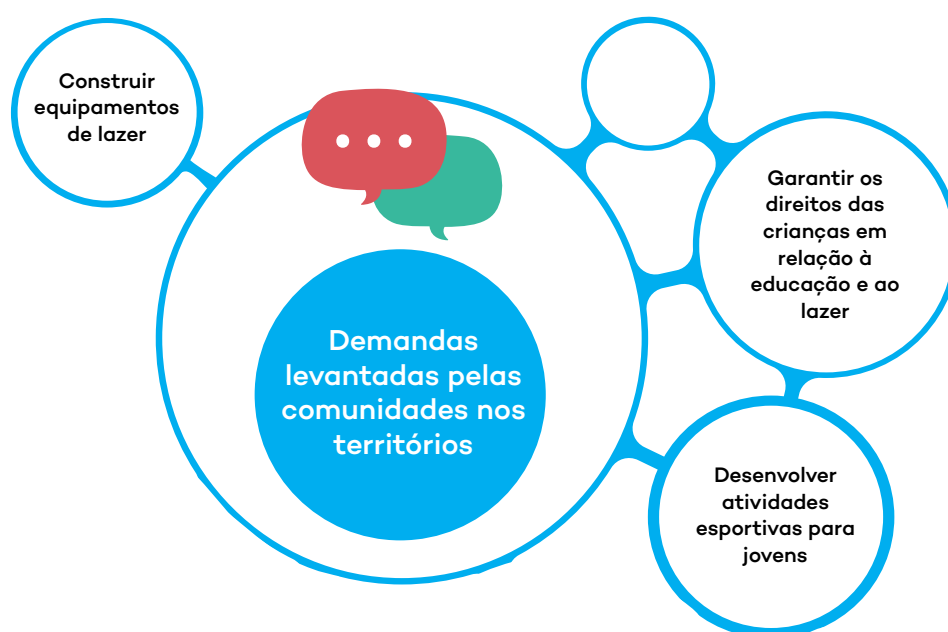 Construir
equipamentos
de lazer
Demandas
levantadas pelas
comunidades nos
territórios
Garantir os
direitos das
crianças em
relação à
educação e ao
lazer
Desenvolver
atividades
esportivas para
jovens